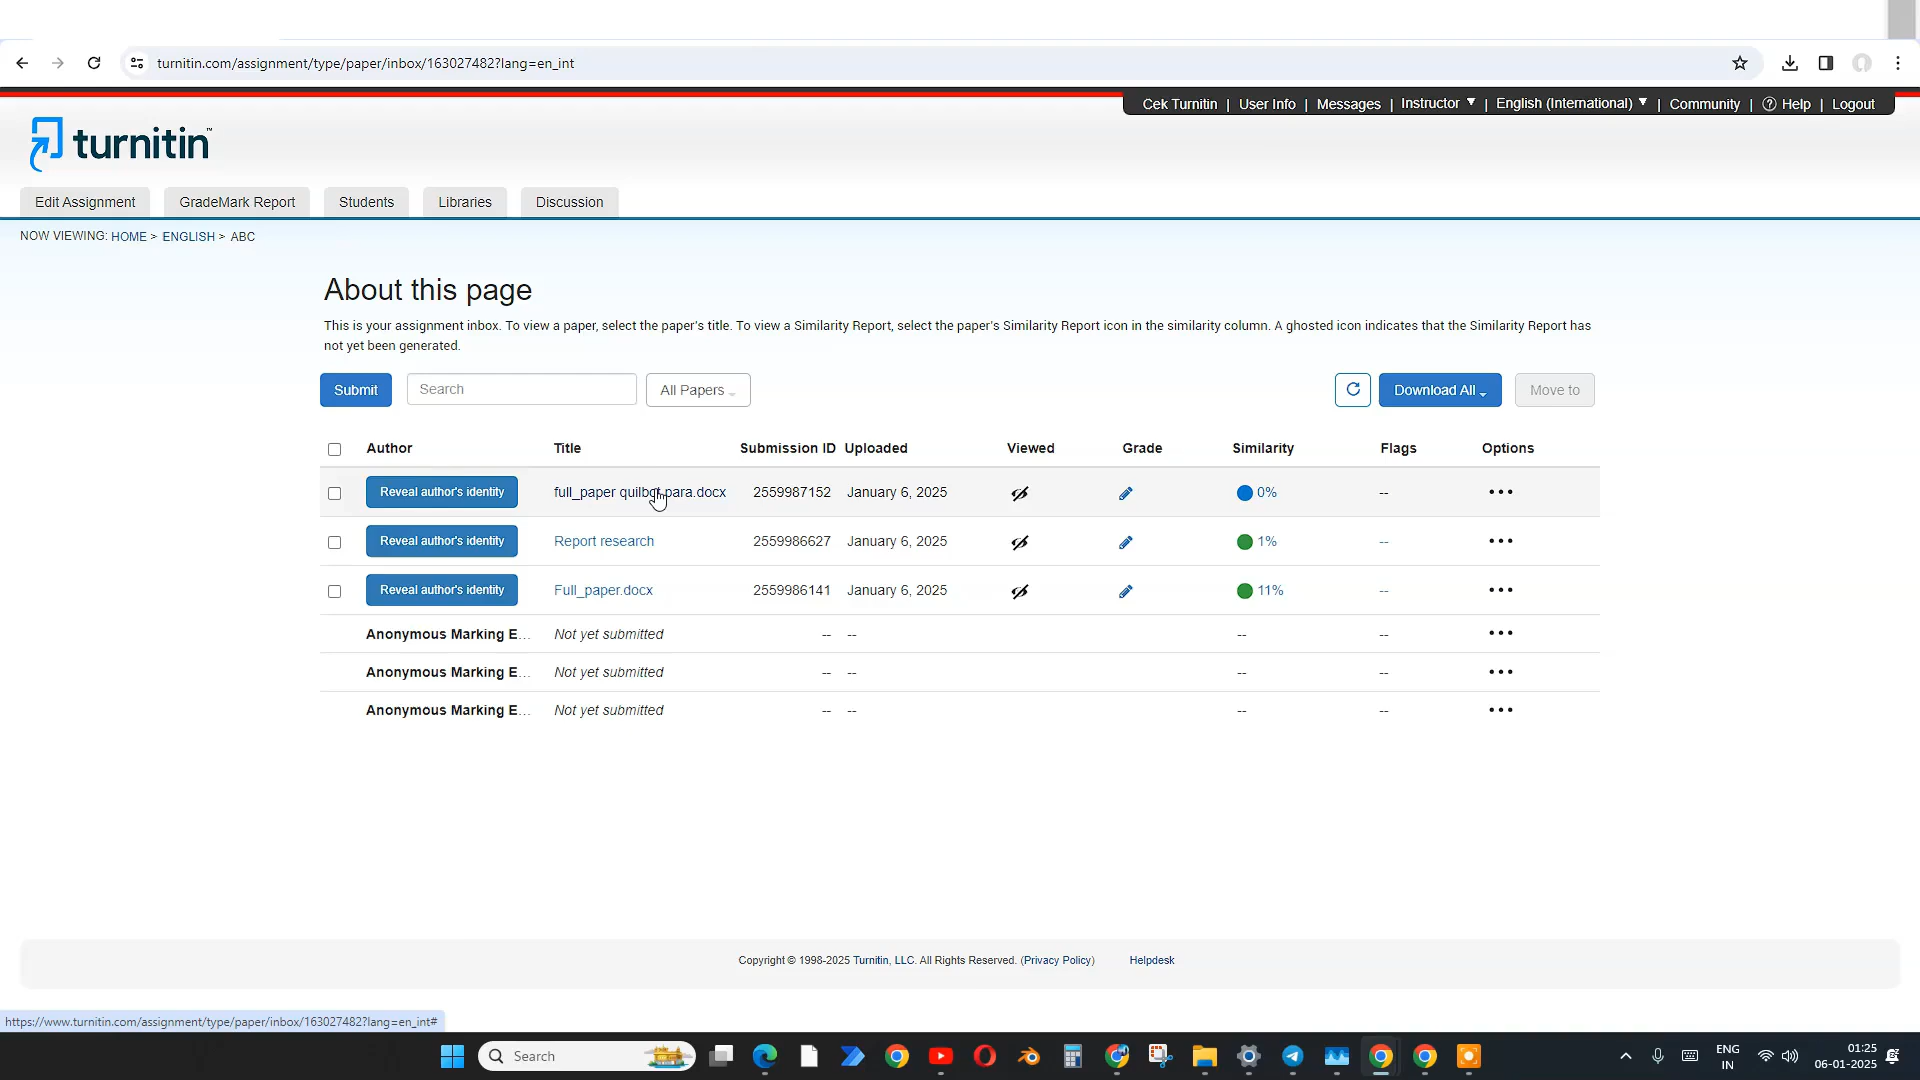 turnitin.com/assignment/type/paper/inbox/163027482?lang=en_int
Cek Turnitin | User Info | Messages | Instructor ▼ | English (International) ▼ | Community | ? Help | Logout
turnitin™
Edit Assignment GradeMark Report Students Libraries Discussion
NOW VIEWING: HOME > ENGLISH > ABC
About this page
This is your assignment inbox. To view a paper, select the paper's title. To view a Similarity Report, select the paper's Similarity Report icon in the similarity column. A ghosted icon indicates that the Similarity Report has
not yet been generated.
Submit Search All Papers Download All Move to
Author Title Submission ID Uploaded Viewed Grade Similarity Flags Options
Reveal author's identity full_paper quilbot para.docx 2559987152 January 6, 2025 0% -- •••
Reveal author's identity Report research 2559986627 January 6, 2025 1% -- •••
Reveal author's identity Full_paper.docx 2559986141 January 6, 2025 11% -- •••
Anonymous Marking E... Not yet submitted -- -- -- -- •••
Anonymous Marking E... Not yet submitted -- -- -- -- •••
Anonymous Marking E... Not yet submitted -- -- -- -- •••
Copyright © 1998-2025 Turnitin, LLC. All Rights Reserved. (Privacy Policy) Helpdesk
https://www.turnitin.com/assignment/type/paper/inbox/163027482?lang=en_int#
Search
ENG
IN
01:25
06-01-2025